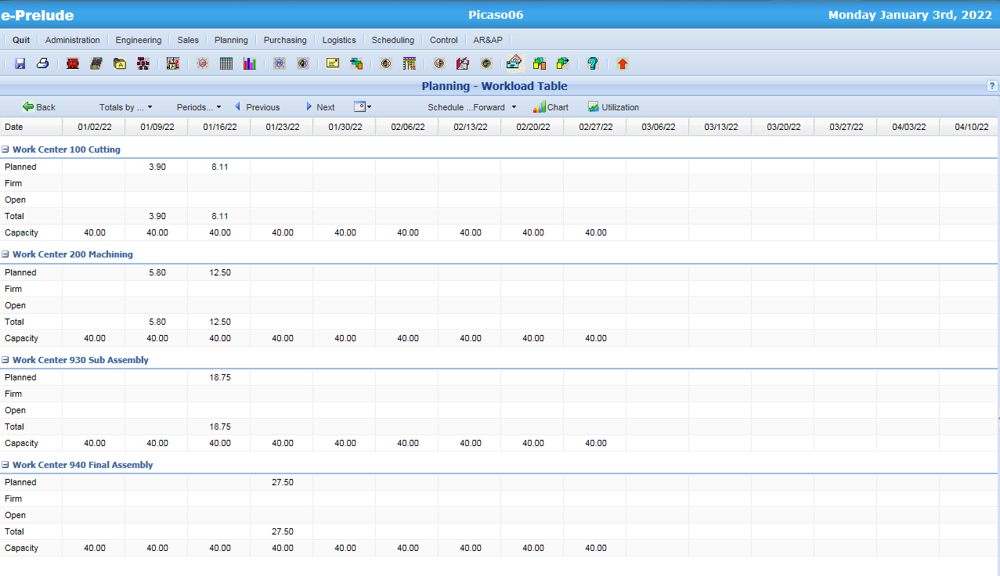 e-Prelude Picaso06 Monday January 3rd, 2022
Quit Administration Engineering Sales Planning Purchasing Logistics Scheduling Control AR&AP
Planning - Workload Table ?
Back Totals by ... Periods... Previous Next Schedule ...Forward Chart Utilization
Date 01/02/22 01/09/22 01/16/22 01/23/22 01/30/22 02/06/22 02/13/22 02/20/22 02/27/22 03/06/22 03/13/22 03/20/22 03/27/22 04/03/22 04/10/22
Work Center 100 Cutting
Planned 3.90 8.11
Firm
Open
Total 3.90 8.11
Capacity 40.00 40.00 40.00 40.00 40.00 40.00 40.00 40.00 40.00
Work Center 200 Machining
Planned 5.80 12.50
Firm
Open
Total 5.80 12.50
Capacity 40.00 40.00 40.00 40.00 40.00 40.00 40.00 40.00 40.00
Work Center 930 Sub Assembly
Planned 18.75
Firm
Open
Total 18.75
Capacity 40.00 40.00 40.00 40.00 40.00 40.00 40.00 40.00 40.00
Work Center 940 Final Assembly
Planned 27.50
Firm
Open
Total 27.50
Capacity 40.00 40.00 40.00 40.00 40.00 40.00 40.00 40.00 40.00